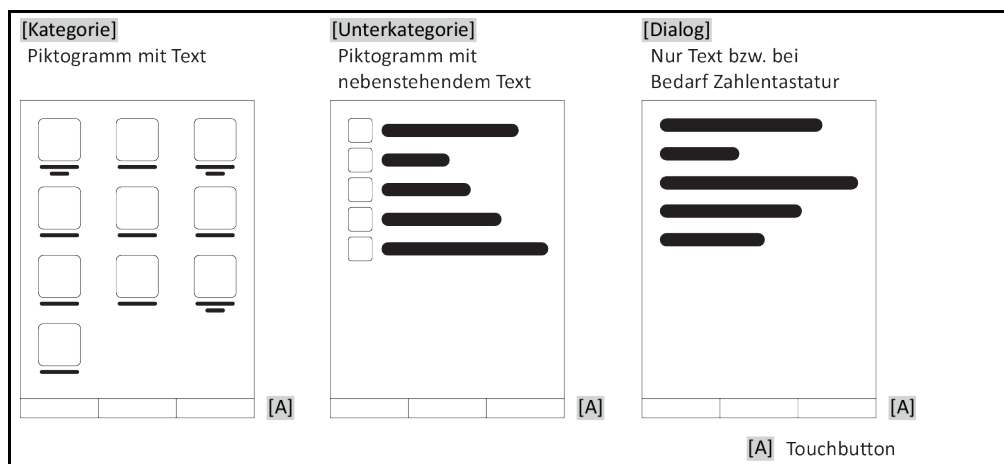 [Kategorie]
Piktogramm mit Text
[Unterkategorie]
Piktogramm mit
nebenstehendem Text
[Dialog]
Nur Text bzw. bei
Bedarf Zahlentastatur
[A]
[A]
[A]
[A] Touchbutton